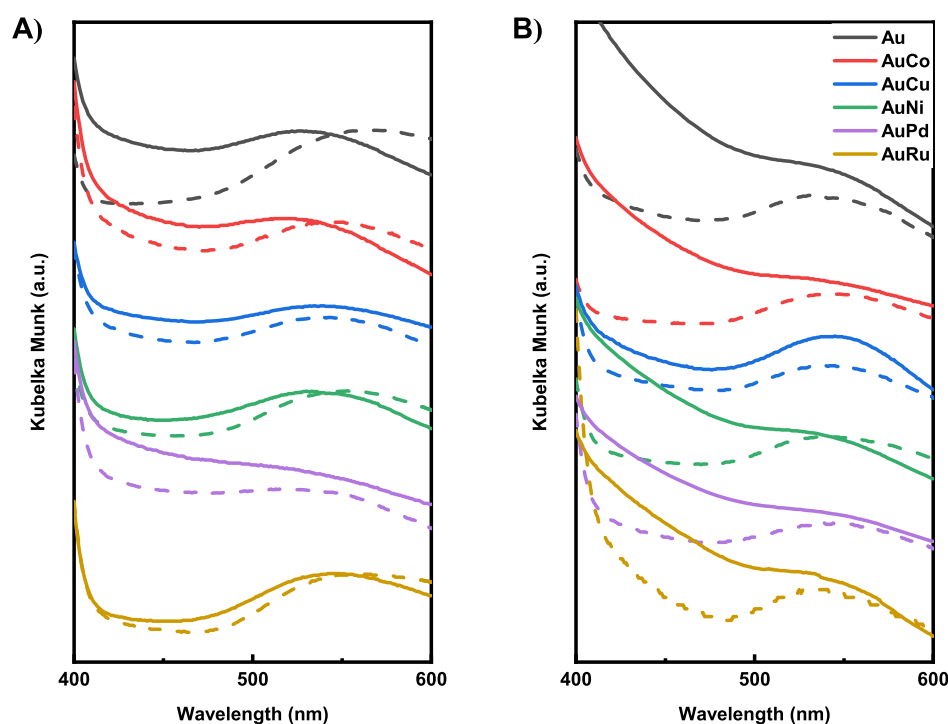 A)
Kubelka Munk (a.u.)
400
500
600
Wavelength (nm)
B)
Au
AuCo
AuCu
AuNi
AuPd
AuRu
Kubelka Munk (a.u.)
400
500
600
Wavelength (nm)